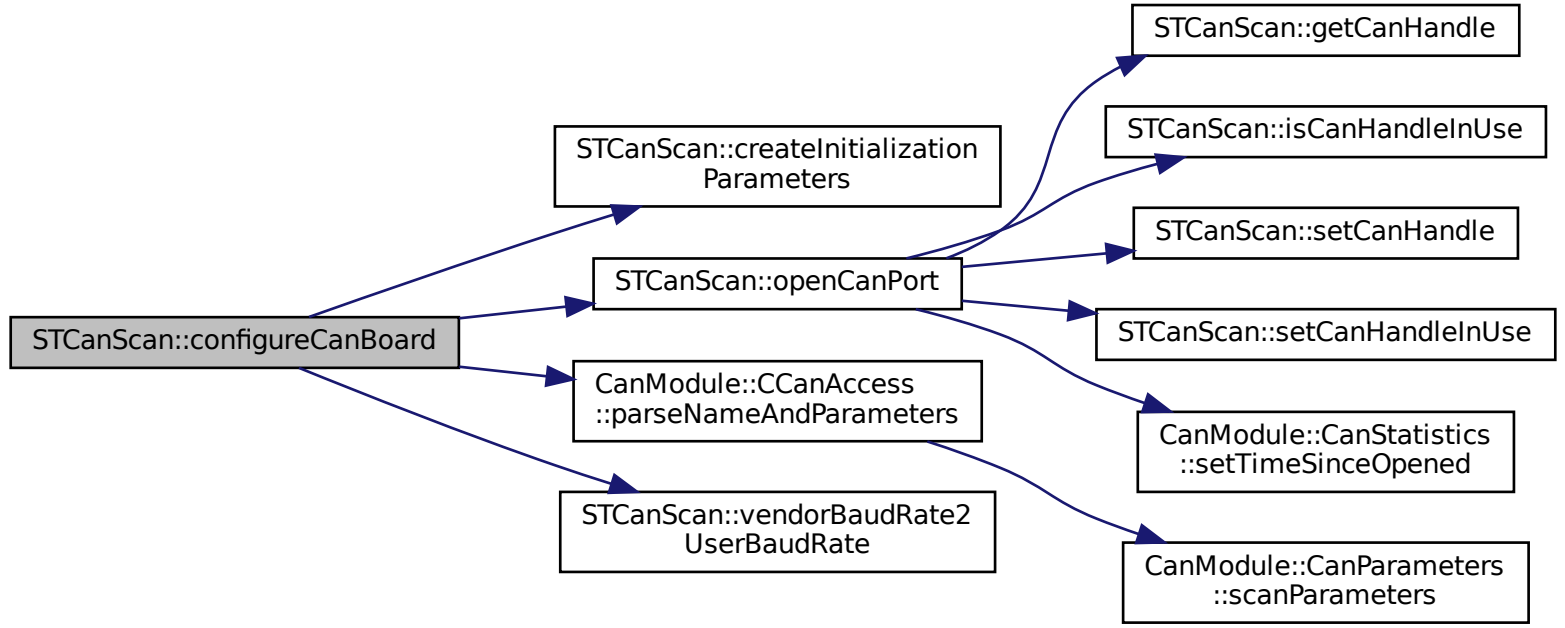 STCanScan::getCanHandle
STCanScan::isCanHandleInUse
STCanScan::createInitialization
Parameters
STCanScan::setCanHandle
STCanScan::openCanPort
STCanScan::setCanHandleInUse
STCanScan::configureCanBoard
CanModule::CCanAccess
::parseNameAndParameters
CanModule::CanStatistics
::setTimeSinceOpened
STCanScan::vendorBaudRate2
UserBaudRate
CanModule::CanParameters
::scanParameters